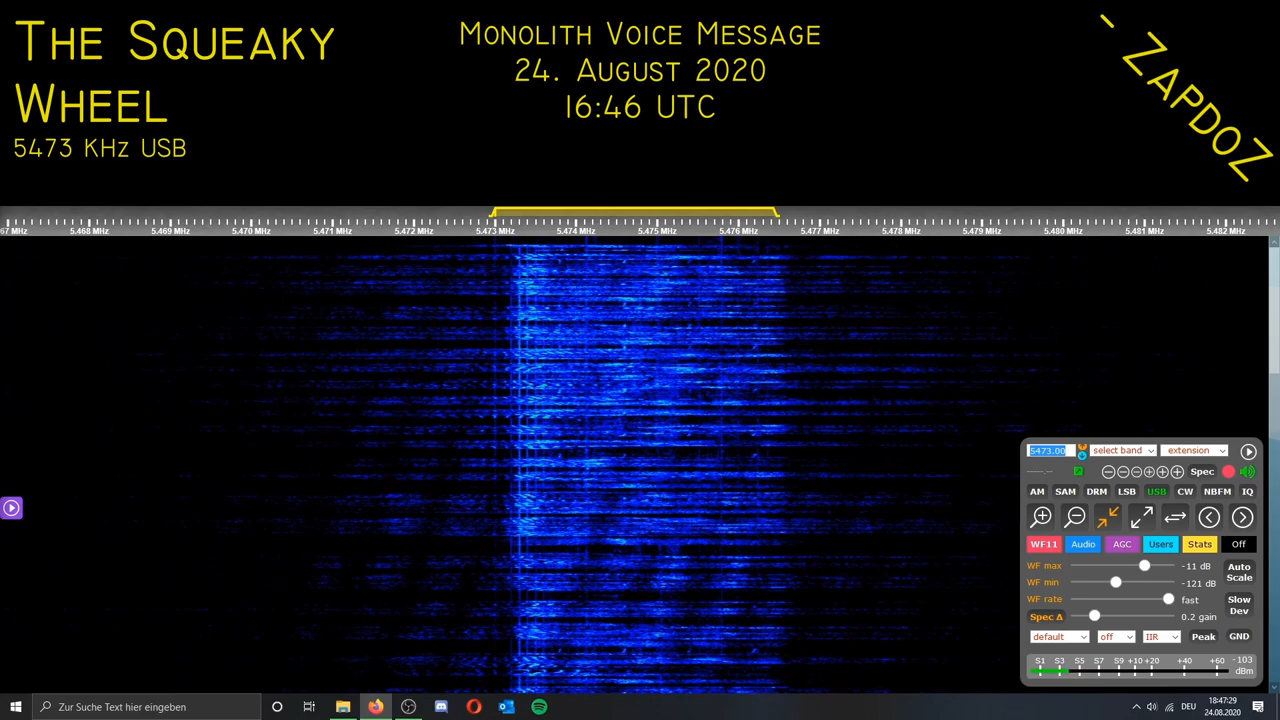 THE SQUEAKY
WHEEL
5473 KHz USB
MONOLITH VOICE MESSAGE
24. AUGUST 2020
16:46 UTC
- ZAPDOZ
67 MHz 5.468 MHz 5.469 MHz 5.470 MHz 5.471 MHz 5.472 MHz 5.473 MHz 5.474 MHz 5.475 MHz 5.476 MHz 5.477 MHz 5.478 MHz 5.479 MHz 5.480 MHz 5.481 MHz 5.482 MHz
5473.00 select band extension
Spec
AM SAM DRM LSB USB CW NBFM IQ
WF11 Audio AGC Users Stats Off
WF max -11 dB Auto Scale
WF min -121 dB
WF rate fast Slow Dev
Spec Δ 0.2 gain
default off IIR Peak GND
S1 S3 S5 S7 S9 +10 +20 +40 +60 -103 dBm
Zur Suche Text hier eingeben
DEU
18:47:29
24.08.2020